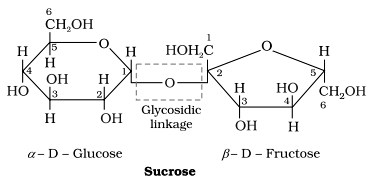 6
CH₂OH
5
O
H
H
H
4
OH
H
1
HO
3
2
H
OH
O
Glycosidic
linkage
1
HOH₂C
O
H
2
5
H
HO
CH₂OH
3
4
6
OH
H
α – D – Glucose
β – D – Fructose
Sucrose